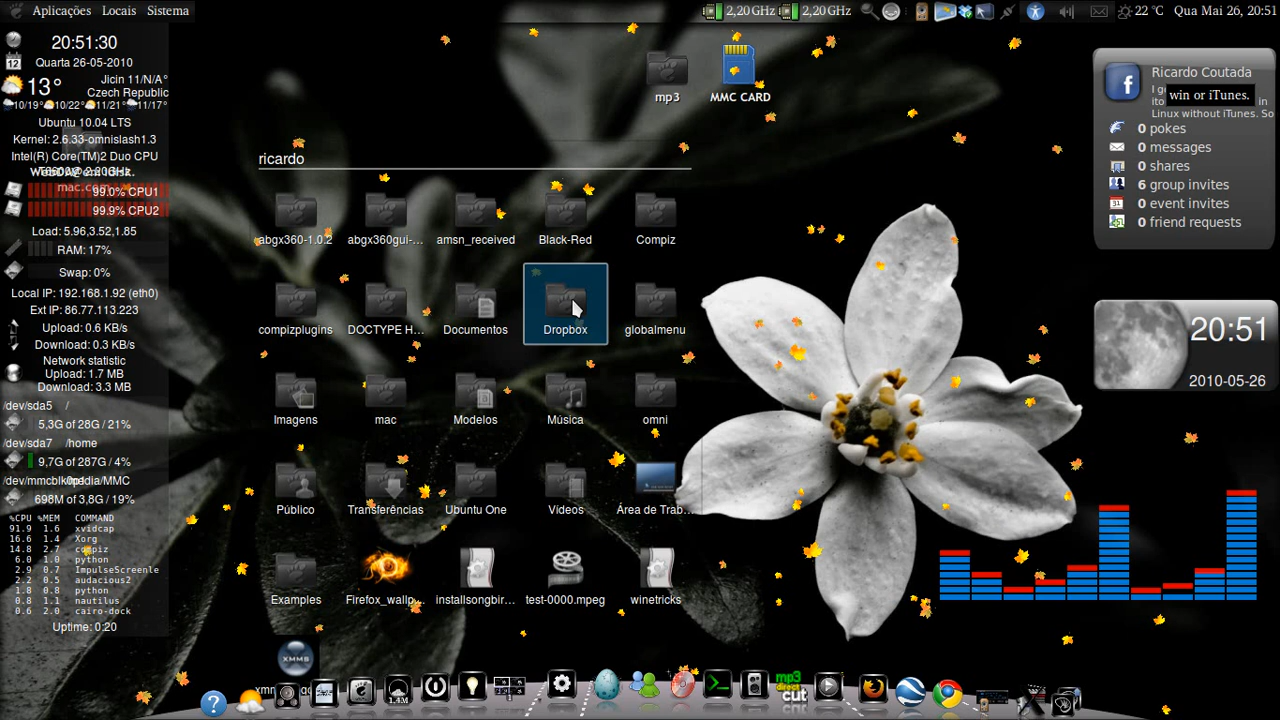 Aplicações Locais Sistema
2,20GHz 2,20GHz 22 °C Qua Mai 26, 20:51
20:51:30
12 Quarta 26-05-2010
13° Jicin 11/N/A°
Czech Republic
10/19° 10/22° 11/21° 11/17°
Ubuntu 10.04 LTS
Kernel: 2.6.33-omnislash1.3
Intel(R) Core(TM)2 Duo CPU
99.0% CPU1
99.9% CPU2
Load: 5.96,3.52,1.85
RAM: 17%
Swap: 0%
Local IP: 192.168.1.92 (eth0)
Ext IP: 86.77.113.223
Upload: 0.6 KB/s
Download: 0.3 KB/s
Network statistic
Upload: 1.7 MB
Download: 3.3 MB
/dev/sda5 /
5,3G of 28G / 21%
/dev/sda7 /home
9,7G of 287G / 4%
698M of 3,8G / 19%
%CPU %MEM COMMAND
91.9 1.6 xvidcap
16.6 1.4 Xorg
14.8 2.7 compiz
6.0 1.0 python
2.9 0.7 ImpulseScreenle
2.2 0.5 audacious2
1.8 0.8 python
0.8 1.1 nautilus
0.6 2.0 cairo-dock
Uptime: 0:20
mp3 MMC CARD
ricardo
abgx360-1.0.2 abgx360gui-... amsn_received Black-Red Compiz
compizplugins DOCTYPE H... Documentos Dropbox globalmenu
Imagens mac Modelos Música omni
Público Transferências Ubuntu One Vídeos Área de Trab...
Examples Firefox_wallp... installsongbir... test-0000.mpeg winetricks
XMMS
Ricardo Coutada
win or iTunes.
Linux without iTunes. So
0 pokes
0 messages
0 shares
6 group invites
0 event invites
0 friend requests
20:51
2010-05-26
1.4M
mp3
direct
cut